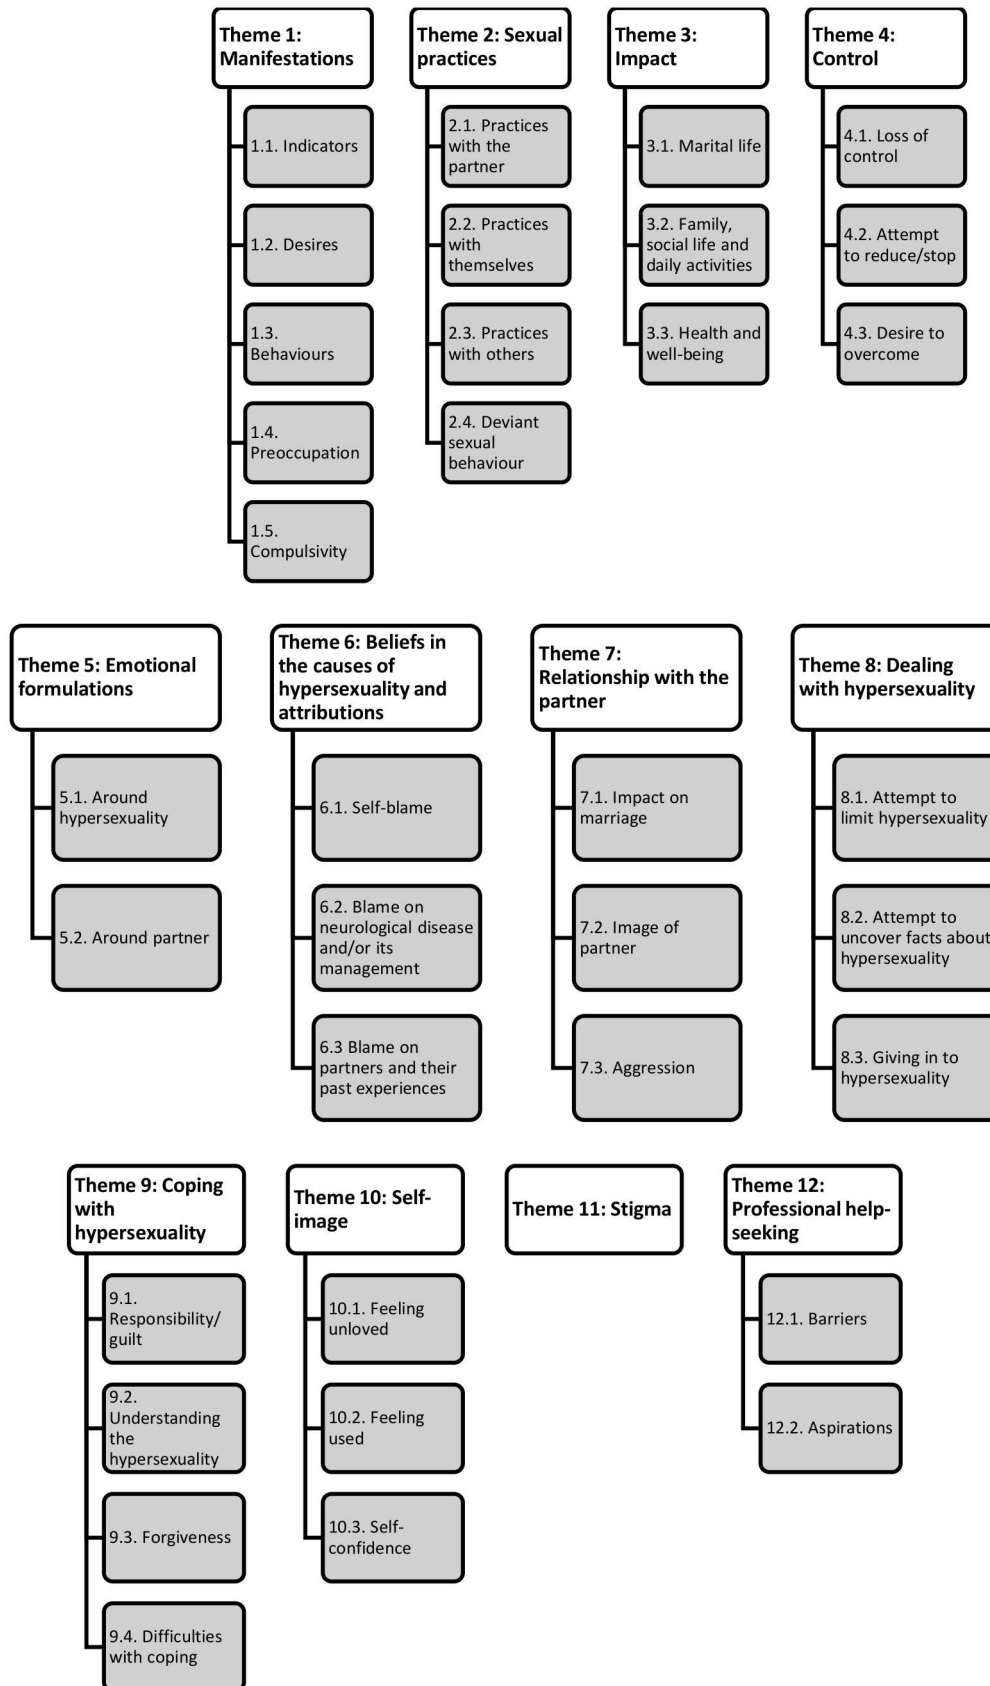 Theme 1:
Manifestations
1.1. Indicators
1.2. Desires
1.3.
Behaviours
1.4.
Preoccupation
1.5.
Compulsivity
Theme 2: Sexual
practices
2.1. Practices
with the
partner
2.2. Practices
with
themselves
2.3. Practices
with others
2.4. Deviant
sexual
behaviour
Theme 3:
Impact
3.1. Marital life
3.2. Family,
social life and
daily activities
3.3. Health and
well-being
Theme 4:
Control
4.1. Loss of
control
4.2. Attempt
to reduce/stop
4.3. Desire to
overcome
Theme 5: Emotional
formulations
5.1. Around
hypersexuality
5.2. Around partner
Theme 6: Beliefs in
the causes of
hypersexuality and
attributions
6.1. Self-blame
6.2. Blame on
neurological disease
and/or its
management
6.3 Blame on
partners and their
past experiences
Theme 7:
Relationship with the
partner
7.1. Impact on
marriage
7.2. Image of
partner
7.3. Aggression
Theme 8: Dealing
with hypersexuality
8.1. Attempt to
limit hypersexuality
8.2. Attempt to
uncover facts about
hypersexuality
8.3. Giving in to
hypersexuality
Theme 9: Coping
with
hypersexuality
9.1.
Responsibility/
guilt
9.2.
Understanding
the
hypersexuality
9.3. Forgiveness
9.4. Difficulties
with coping
Theme 10: Self-
image
10.1. Feeling
unloved
10.2. Feeling
used
10.3. Self-
confidence
Theme 11: Stigma
Theme 12:
Professional help-
seeking
12.1. Barriers
12.2. Aspirations